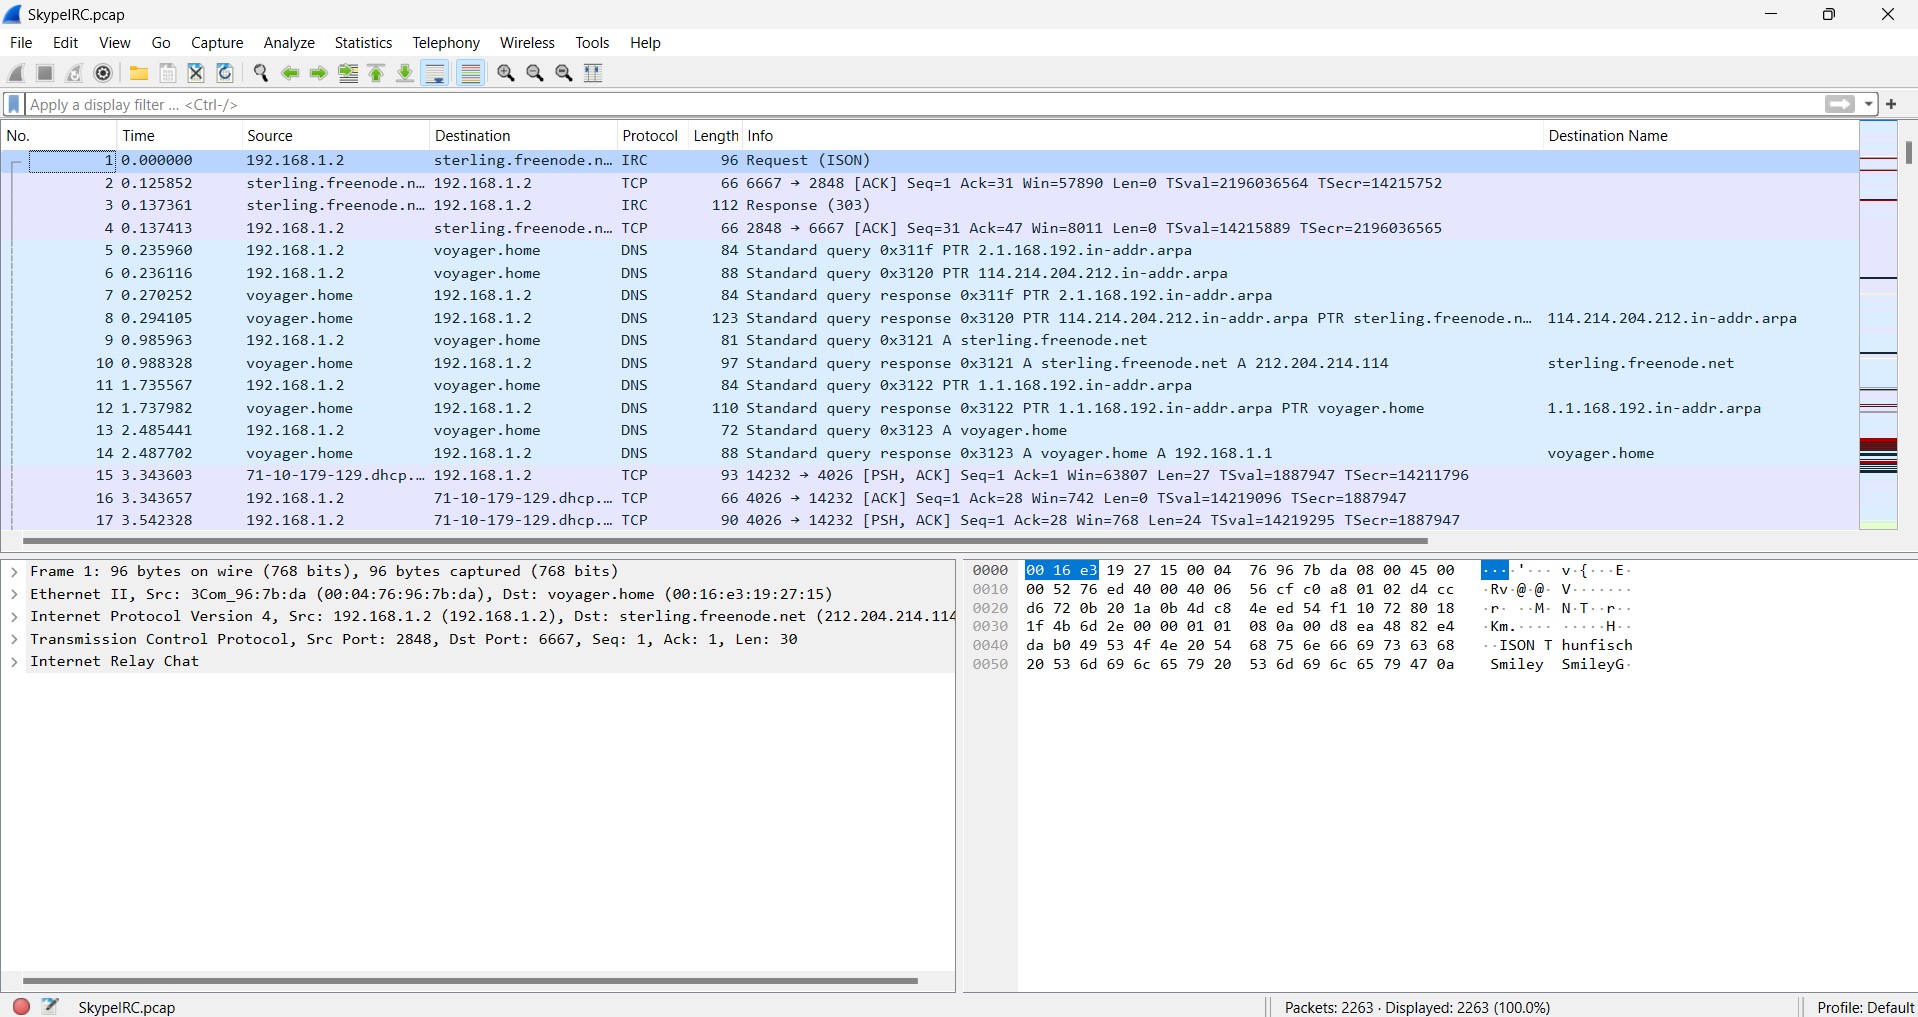 SkypeIRC.pcap
File Edit View Go Capture Analyze Statistics Telephony Wireless Tools Help
Apply a display filter ... <Ctrl-/>
No. Time Source Destination Protocol Length Info Destination Name
1 0.000000 192.168.1.2 sterling.freenode.n… IRC 96 Request (ISON)
2 0.125852 sterling.freenode.n… 192.168.1.2 TCP 66 6667 → 2848 [ACK] Seq=1 Ack=31 Win=57890 Len=0 TSval=2196036564 TSecr=14215752
3 0.137361 sterling.freenode.n… 192.168.1.2 IRC 112 Response (303)
4 0.137413 192.168.1.2 sterling.freenode.n… TCP 66 2848 → 6667 [ACK] Seq=31 Ack=47 Win=8011 Len=0 TSval=14215889 TSecr=2196036565
5 0.235960 192.168.1.2 voyager.home DNS 84 Standard query 0x311f PTR 2.1.168.192.in-addr.arpa
6 0.236116 192.168.1.2 voyager.home DNS 88 Standard query 0x3120 PTR 114.214.204.212.in-addr.arpa
7 0.270252 voyager.home 192.168.1.2 DNS 84 Standard query response 0x311f PTR 2.1.168.192.in-addr.arpa
8 0.294105 voyager.home 192.168.1.2 DNS 123 Standard query response 0x3120 PTR 114.214.204.212.in-addr.arpa PTR sterling.freenode.n… 114.214.204.212.in-addr.arpa
9 0.985963 192.168.1.2 voyager.home DNS 81 Standard query 0x3121 A sterling.freenode.net
10 0.988328 voyager.home 192.168.1.2 DNS 97 Standard query response 0x3121 A sterling.freenode.net A 212.204.214.114 sterling.freenode.net
11 1.735567 192.168.1.2 voyager.home DNS 84 Standard query 0x3122 PTR 1.1.168.192.in-addr.arpa
12 1.737982 voyager.home 192.168.1.2 DNS 110 Standard query response 0x3122 PTR 1.1.168.192.in-addr.arpa PTR voyager.home 1.1.168.192.in-addr.arpa
13 2.485441 192.168.1.2 voyager.home DNS 72 Standard query 0x3123 A voyager.home
14 2.487702 voyager.home 192.168.1.2 DNS 88 Standard query response 0x3123 A voyager.home A 192.168.1.1 voyager.home
15 3.343603 71-10-179-129.dhcp.… 192.168.1.2 TCP 93 14232 → 4026 [PSH, ACK] Seq=1 Ack=1 Win=63807 Len=27 TSval=1887947 TSecr=14211796
16 3.343657 192.168.1.2 71-10-179-129.dhcp.… TCP 66 4026 → 14232 [ACK] Seq=1 Ack=28 Win=742 Len=0 TSval=14219096 TSecr=1887947
17 3.542328 192.168.1.2 71-10-179-129.dhcp.… TCP 90 4026 → 14232 [PSH, ACK] Seq=1 Ack=28 Win=768 Len=24 TSval=14219295 TSecr=1887947
Frame 1: 96 bytes on wire (768 bits), 96 bytes captured (768 bits)
Ethernet II, Src: 3Com_96:7b:da (00:04:76:96:7b:da), Dst: voyager.home (00:16:e3:19:27:15)
Internet Protocol Version 4, Src: 192.168.1.2 (192.168.1.2), Dst: sterling.freenode.net (212.204.214.114
Transmission Control Protocol, Src Port: 2848, Dst Port: 6667, Seq: 1, Ack: 1, Len: 30
Internet Relay Chat
0000 00 16 e3 19 27 15 00 04 76 96 7b da 08 00 45 00 ····'··· v·{···E·
0010 00 52 76 ed 40 00 40 06 56 cf c0 a8 01 02 d4 cc ·Rv·@·@· V·······
0020 d6 72 0b 20 1a 0b 4d c8 4e ed 54 f1 10 72 80 18 ·r· ··M· N·T··r··
0030 1f 4b 6d 2e 00 00 01 01 08 0a 00 d8 ea 48 82 e4 ·Km.···· ·····H··
0040 da b0 49 53 4f 4e 20 54 68 75 6e 66 69 73 63 68 ··ISON T hunfisch
0050 20 53 6d 69 6c 65 79 20 53 6d 69 6c 65 79 47 0a Smiley SmileyG·
SkypeIRC.pcap
Packets: 2263 · Displayed: 2263 (100.0%)
Profile: Default